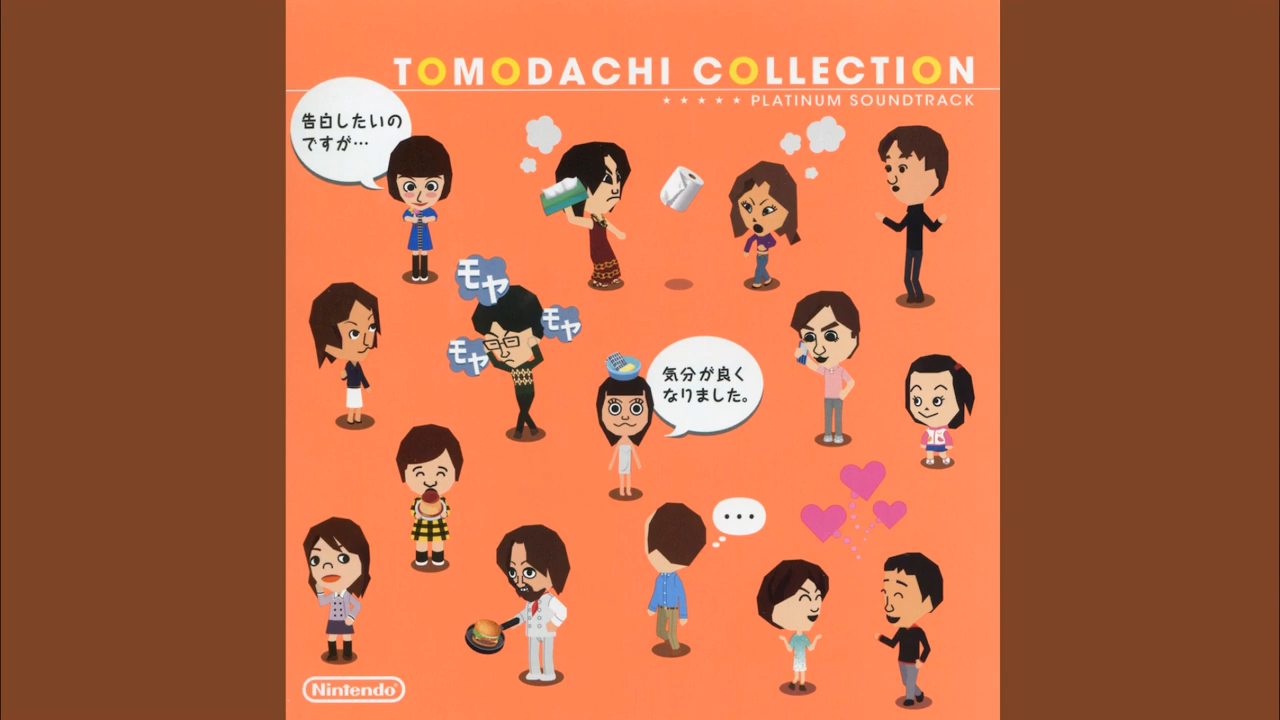 TOMODACHI COLLECTION
★★★★★ PLATINUM SOUNDTRACK
告白したいの
ですが…
モヤ
モヤ
モヤ
気分が良く
なりました。
...
Nintendo®